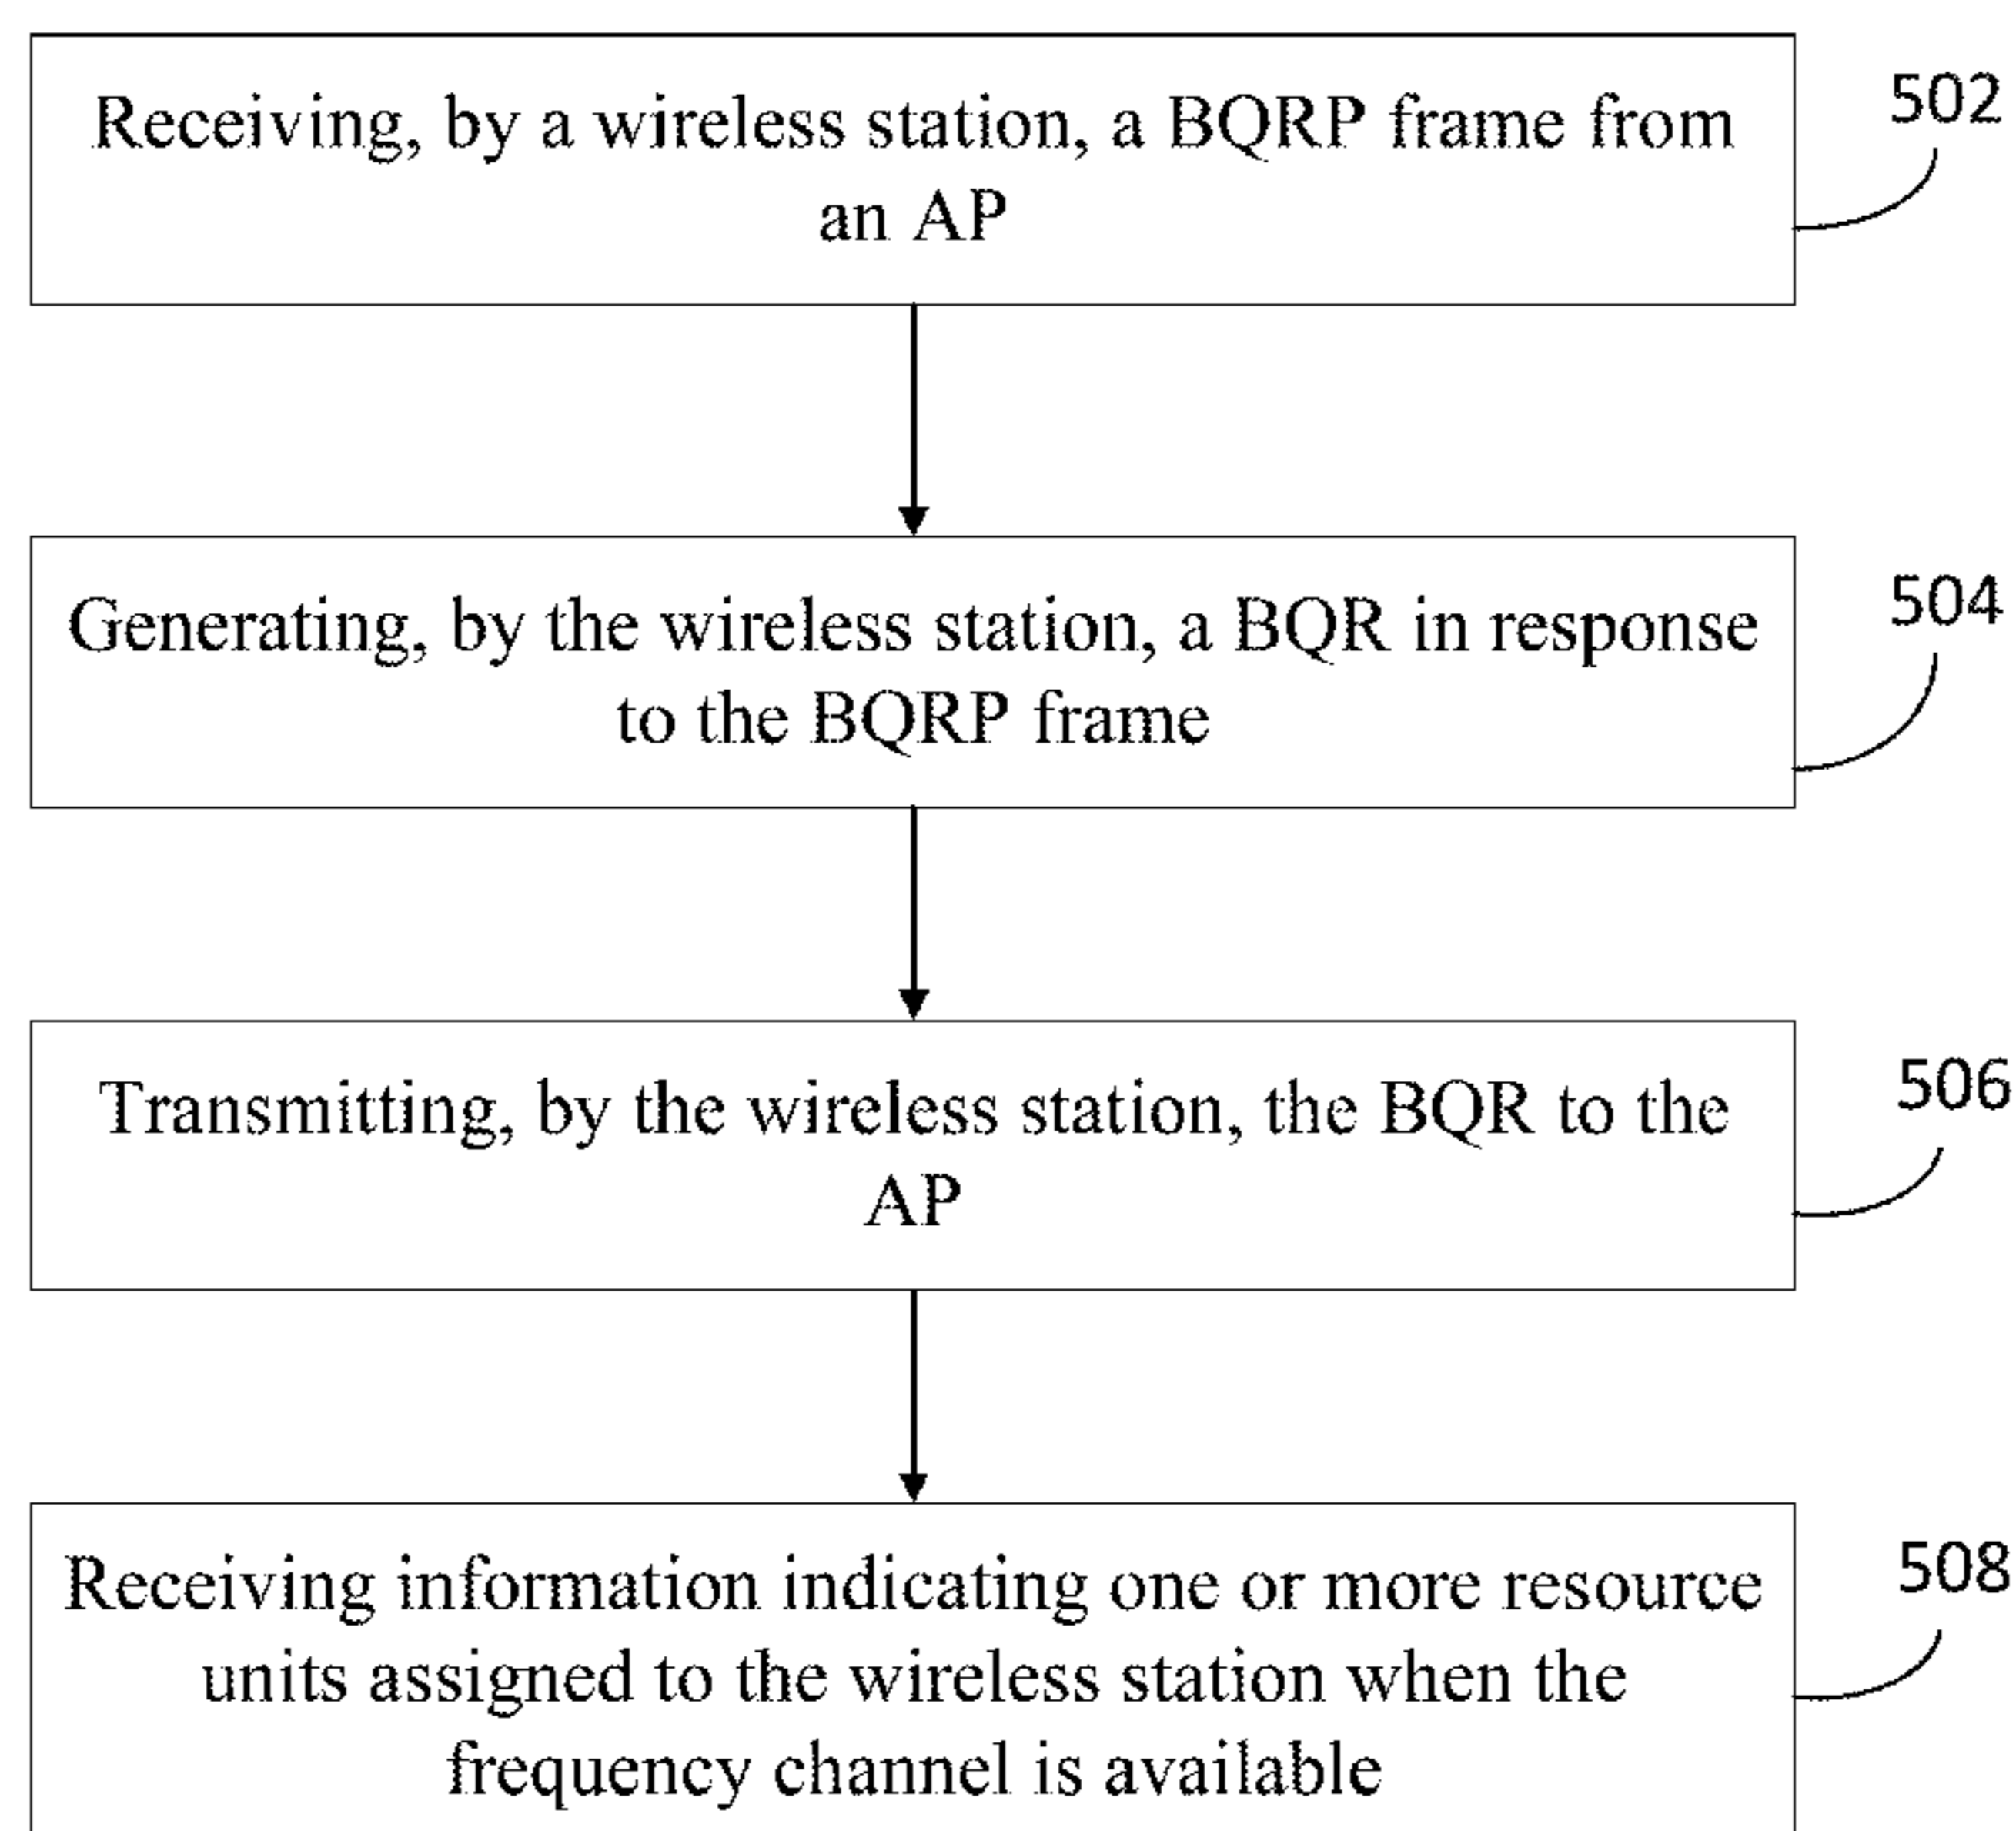 Receiving, by a wireless station, a BQRP frame from
an AP
502
Generating, by the wireless station, a BQR in response
to the BQRP frame
504
Transmitting, by the wireless station, the BQR to the
AP
506
Receiving information indicating one or more resource
units assigned to the wireless station when the
frequency channel is available
508